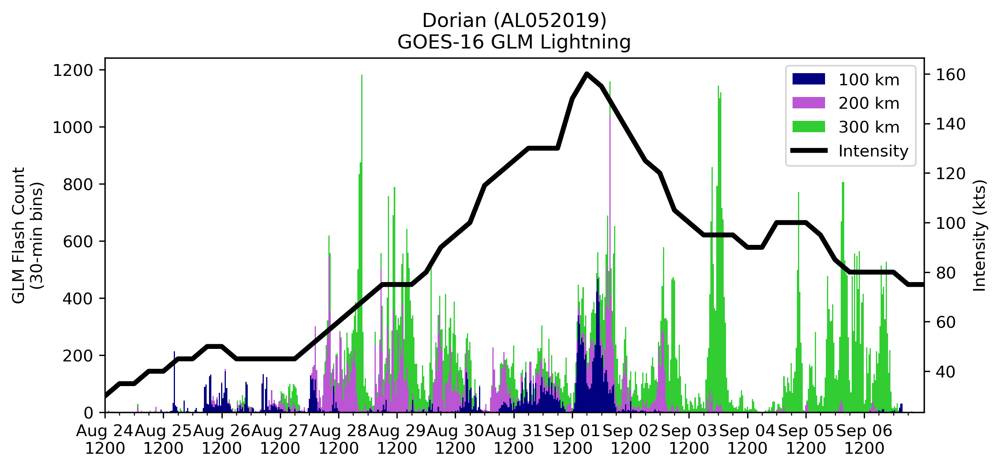 Dorian (AL052019)
GOES-16 GLM Lightning
GLM Flash Count
(30-min bins)
1200
1000
800
600
400
200
0
100 km
200 km
300 km
Intensity
160
140
120
100
80
60
40
Intensity (kts)
Aug 24 Aug 25 Aug 26 Aug 27 Aug 28 Aug 29 Aug 30 Aug 31 Sep 01 Sep 02 Sep 03 Sep 04 Sep 05 Sep 06
1200 1200 1200 1200 1200 1200 1200 1200 1200 1200 1200 1200 1200 1200